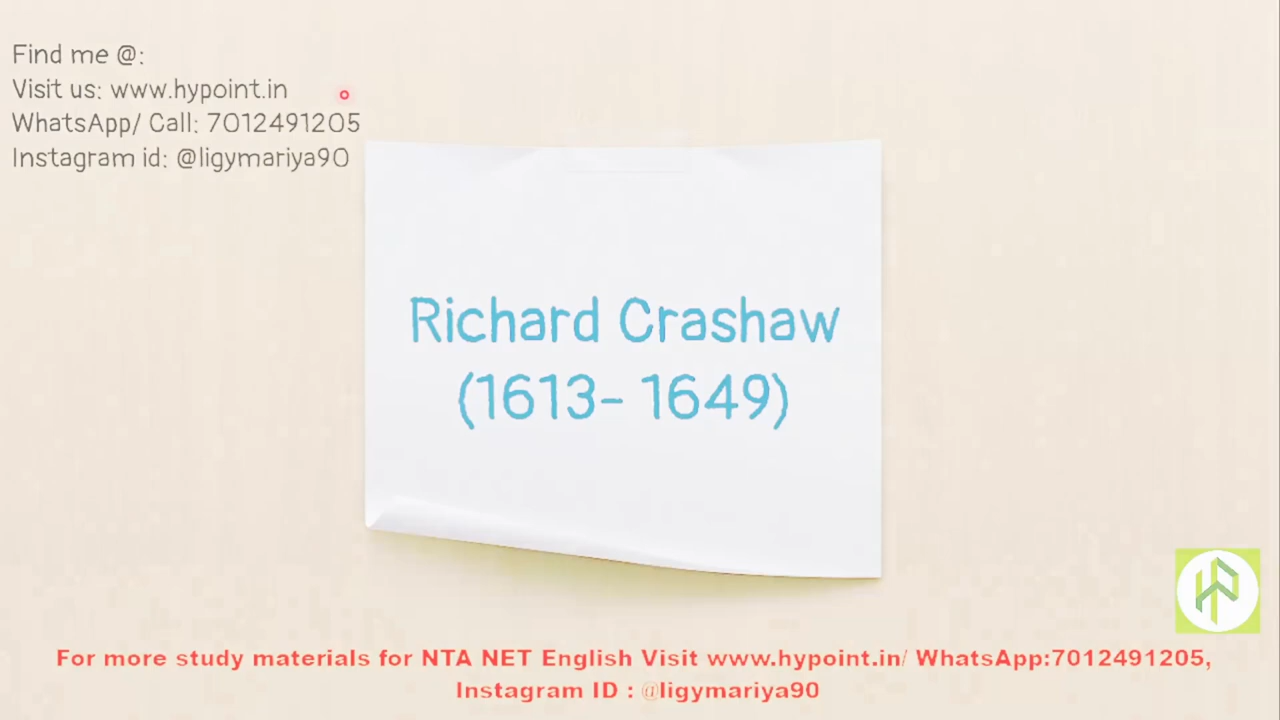 Find me @:
Visit us: www.hypoint.in
WhatsApp/ Call: 7012491205
Instagram id: @ligymariya90
Richard Crashaw
(1613- 1649)
For more study materials for NTA NET English Visit www.hypoint.in/ WhatsApp:7012491205,
Instagram ID : @ligymariya90